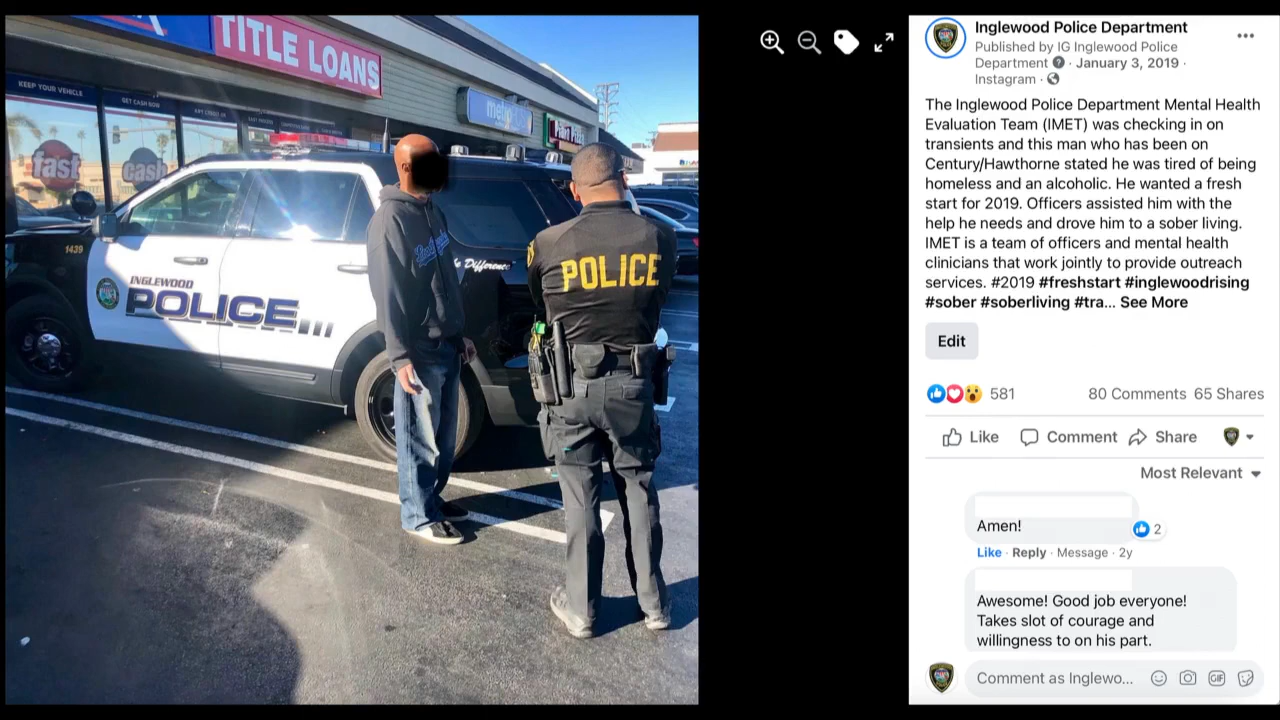 TITLE LOANS
KEEP YOUR VEHICLE
GET CASH NOW
fast
cash
metro
Pizza
1439
INGLEWOOD
POLICE
Difference
POLICE
Inglewood Police Department
Published by IG Inglewood Police
Department · January 3, 2019 ·
Instagram ·
The Inglewood Police Department Mental Health
Evaluation Team (IMET) was checking in on
transients and this man who has been on
Century/Hawthorne stated he was tired of being
homeless and an alcoholic. He wanted a fresh
start for 2019. Officers assisted him with the
help he needs and drove him to a sober living.
IMET is a team of officers and mental health
clinicians that work jointly to provide outreach
services. #2019 #freshstart #inglewoodrising
#sober #soberliving #tra... See More
Edit
581
80 Comments 65 Shares
Like
Comment
Share
Most Relevant
Amen!
2
Like · Reply · Message · 2y
Awesome! Good job everyone!
Takes slot of courage and
willingness to on his part.
Comment as Inglewo...
GIF